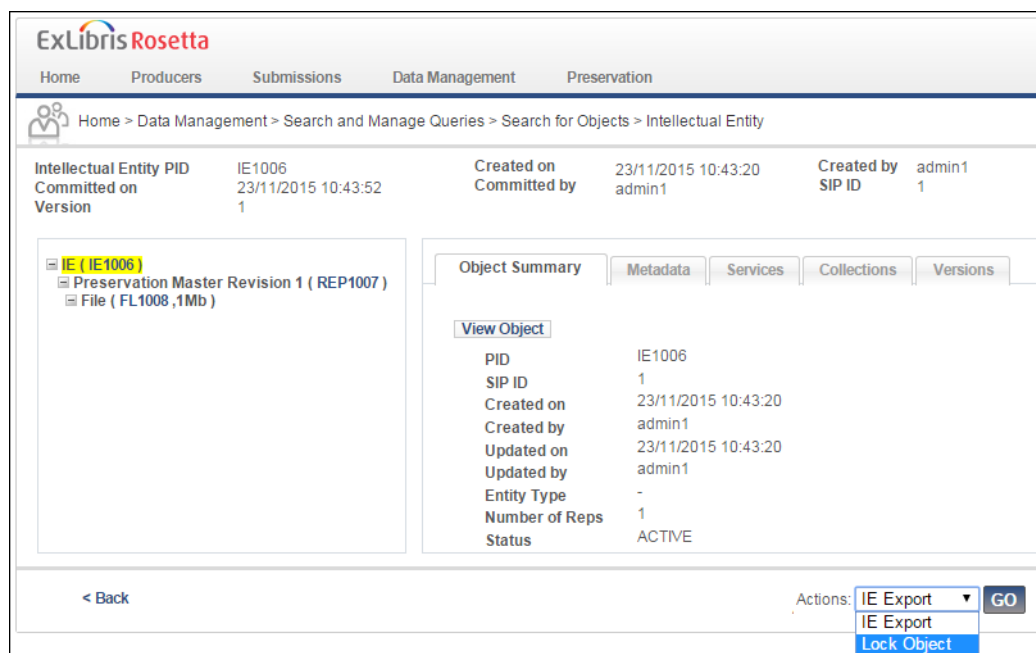 ExLibris Rosetta
Home Producers Submissions Data Management Preservation
Home > Data Management > Search and Manage Queries > Search for Objects > Intellectual Entity
Intellectual Entity PID IE1006 Created on 23/11/2015 10:43:20 Created by admin1
Committed on 23/11/2015 10:43:52 Committed by admin1 SIP ID 1
Version 1
IE ( IE1006 )
Preservation Master Revision 1 ( REP1007 )
File ( FL1008 ,1Mb )
Object Summary Metadata Services Collections Versions
View Object
PID IE1006
SIP ID 1
Created on 23/11/2015 10:43:20
Created by admin1
Updated on 23/11/2015 10:43:20
Updated by admin1
Entity Type -
Number of Reps 1
Status ACTIVE
< Back
Actions: IE Export GO
IE Export
Lock Object